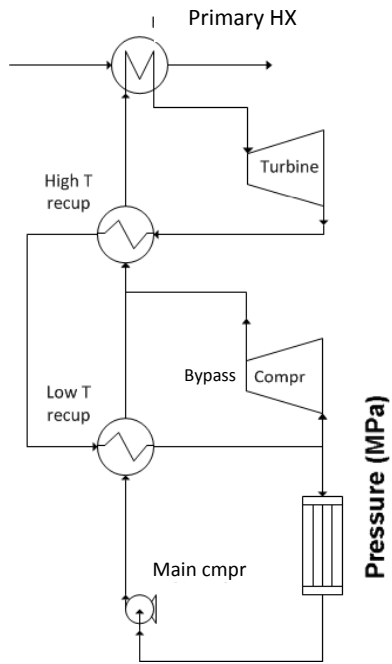 Primary HX
Turbine
High T
recup
Bypass Compr
Low T
recup
Pressure (MPa)
Main cmpr